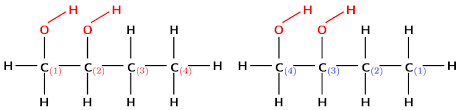 H H H H
O O H H O O H H
H C(1) C(2) C(3) C(4) H H C(4) C(3) C(2) C(1) H
H H H H H H H H